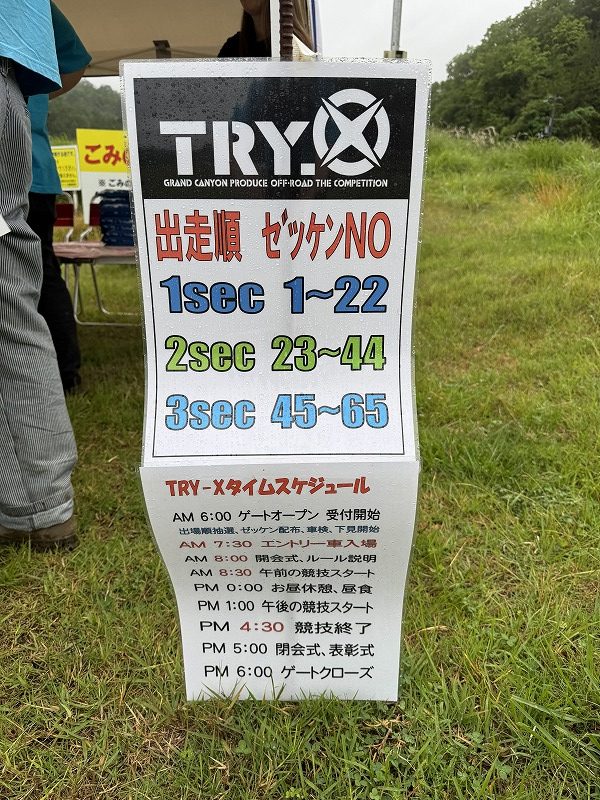 ごみ
※ごみの
TRY.X
GRAND CANYON PRODUCE OFF-ROAD THE COMPETITION
出走順 ゼッケンNO
1sec 1~22
2sec 23~44
3sec 45~65
TRY-Xタイムスケジュール
AM 6:00 ゲートオープン 受付開始
出場順抽選、ゼッケン配布、車検、下見開始
AM 7:30 エントリー車入場
AM 8:00 開会式、ルール説明
AM 8:30 午前の競技スタート
PM 0:00 お昼休憩、昼食
PM 1:00 午後の競技スタート
PM 4:30 競技終了
PM 5:00 閉会式、表彰式
PM 6:00 ゲートクローズ